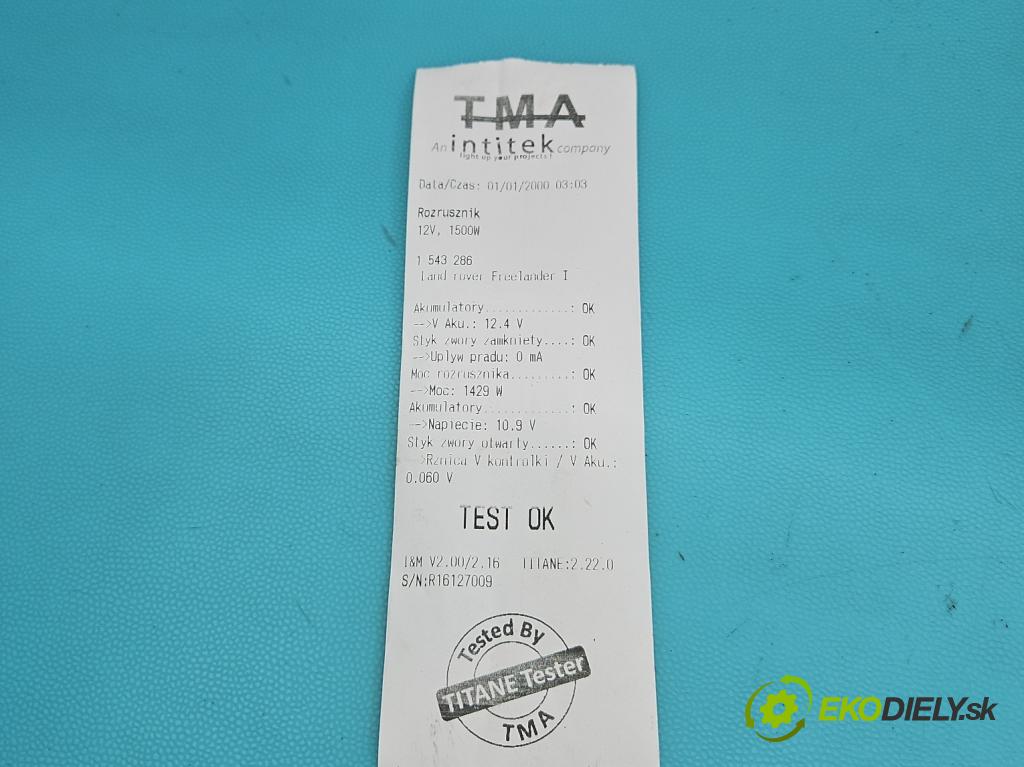 TMA
An intitek company
light up your projects!
Data/Czas: 01/01/2000 03:03
Rozrusznik
12V, 1500W
1 543 286
Land rover Freelander I
Akumulatory.............: OK
-->V Aku.: 12.4 V
Styk zwory zamkniety....: OK
-->Uplyw pradu: 0 mA
Moc rozrusznika.........: OK
-->Moc: 1429 W
Akumulatory.............: OK
-->Napiecie: 10.9 V
Styk zwory otwarty......: OK
-->Rznica V kontrolki / V Aku.:
0.060 V
TEST OK
I&M V2.00/2.16 TITANE:2.22.0
S/N:R16127009
Tested By
TITANE Tester
TMA
EKODIELY.sk